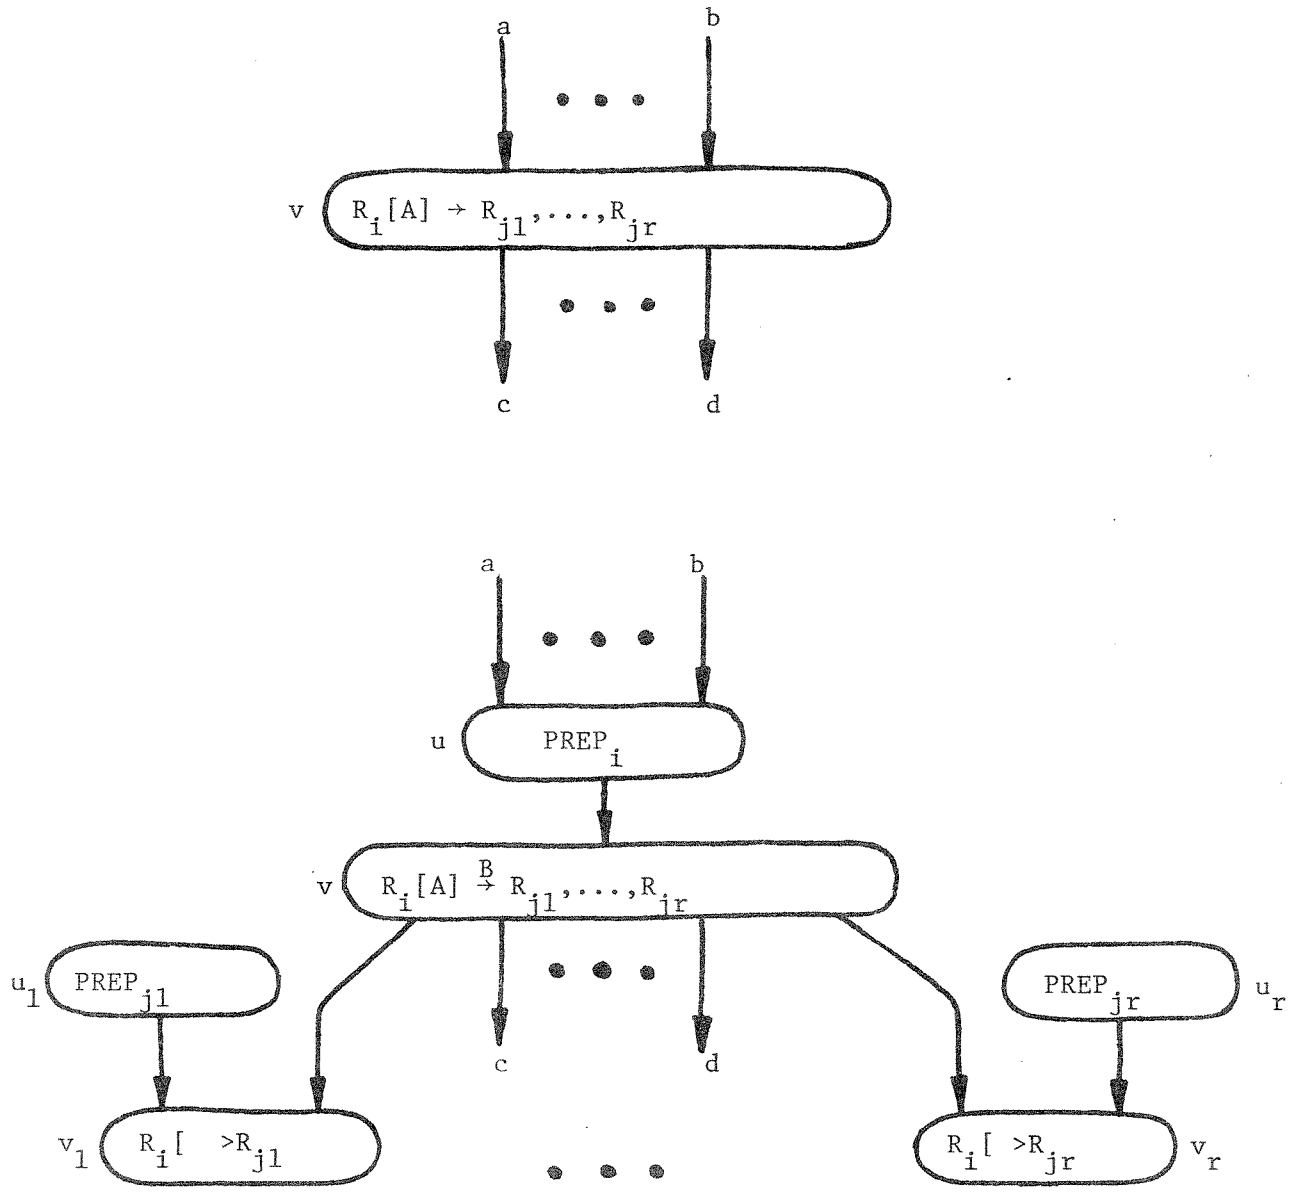 a b
v R_i[A] → R_j1,...,R_jr
c d
a b
u PREP_i
v R_i[A] →^B R_j1,...,R_jr
u_1 PREP_j1 PREP_jr u_r
c d
v_1 R_i[ >R_j1 R_i[ >R_jr v_r